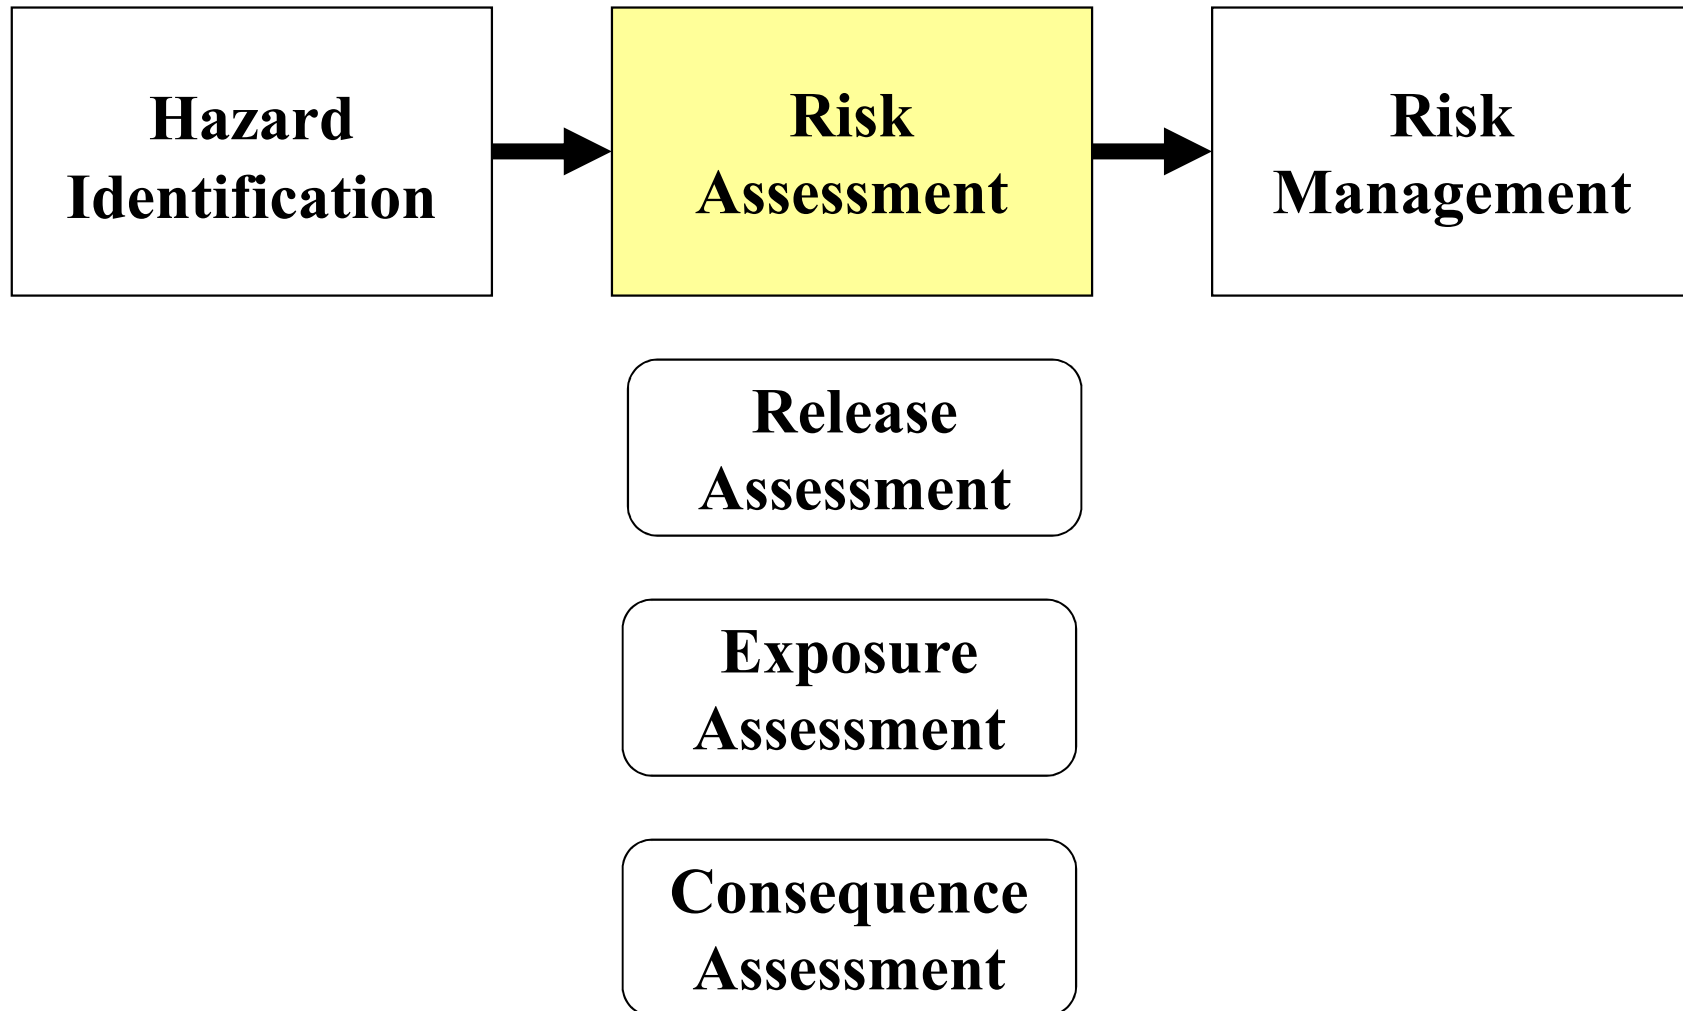 Hazard
Identification
Risk
Assessment
Risk
Management
Release
Assessment
Exposure
Assessment
Consequence
Assessment